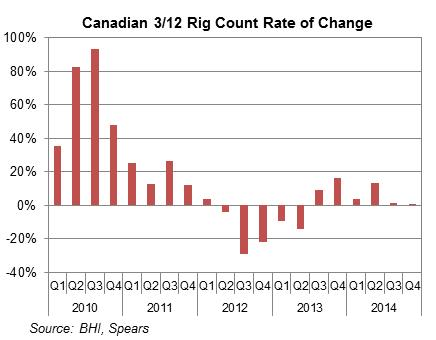 Canadian 3/12 Rig Count Rate of Change
100%
80%
60%
40%
20%
0%
-20%
-40%
Q1 Q2 Q3 Q4 Q1 Q2 Q3 Q4 Q1 Q2 Q3 Q4 Q1 Q2 Q3 Q4 Q1 Q2 Q3 Q4
2010 2011 2012 2013 2014
Source: BHI, Spears